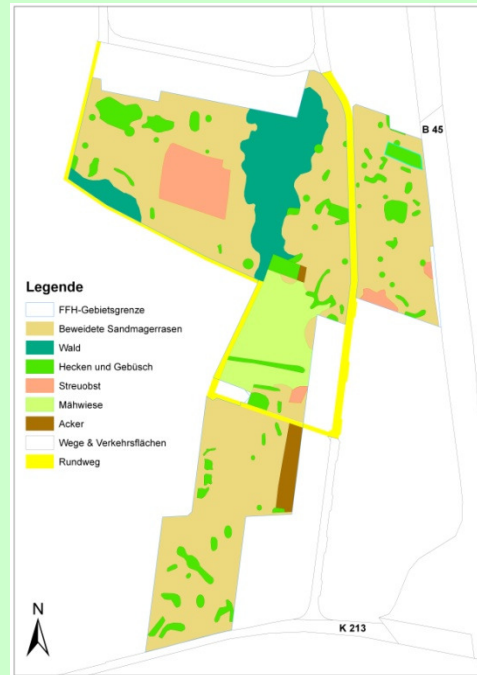 B 45
Legende
FFH-Gebietsgrenze
Beweidete Sandmagerrasen
Wald
Hecken und Gebüsch
Streuobst
Mähwiese
Acker
Wege & Verkehrsflächen
Rundweg
N
K 213